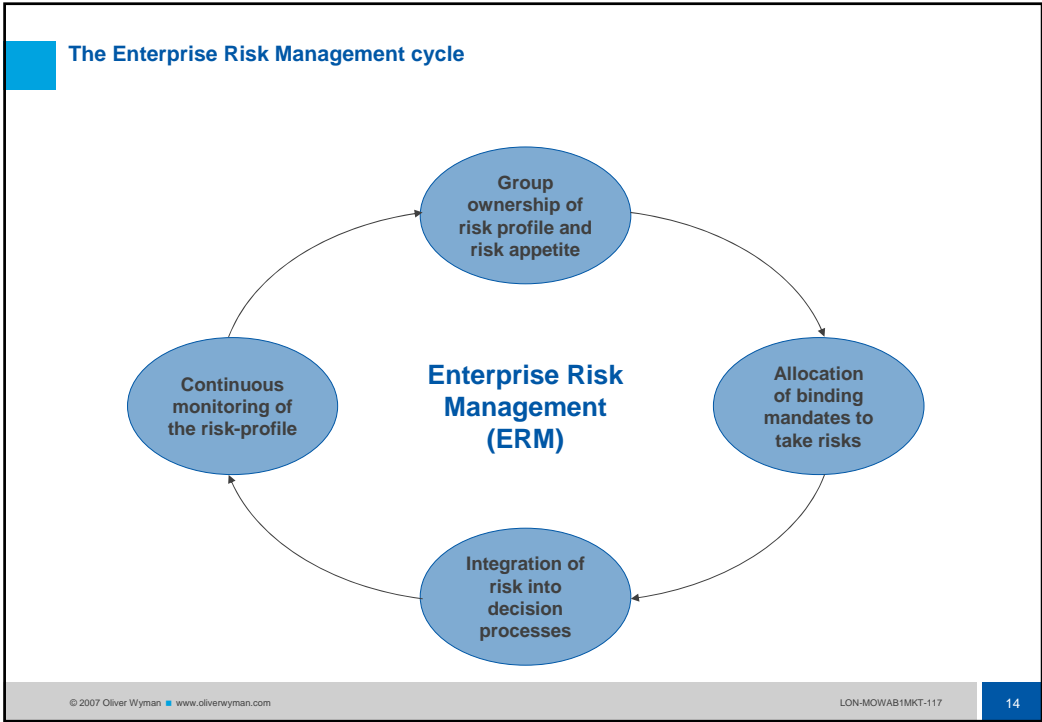 The Enterprise Risk Management cycle
Group
ownership of
risk profile and
risk appetite
Continuous
monitoring of
the risk-profile
Enterprise Risk
Management
(ERM)
Allocation
of binding
mandates to
take risks
Integration of
risk into
decision
processes
© 2007 Oliver Wyman ■ www.oliverwyman.com
LON-MOWAB1MKT-117
14